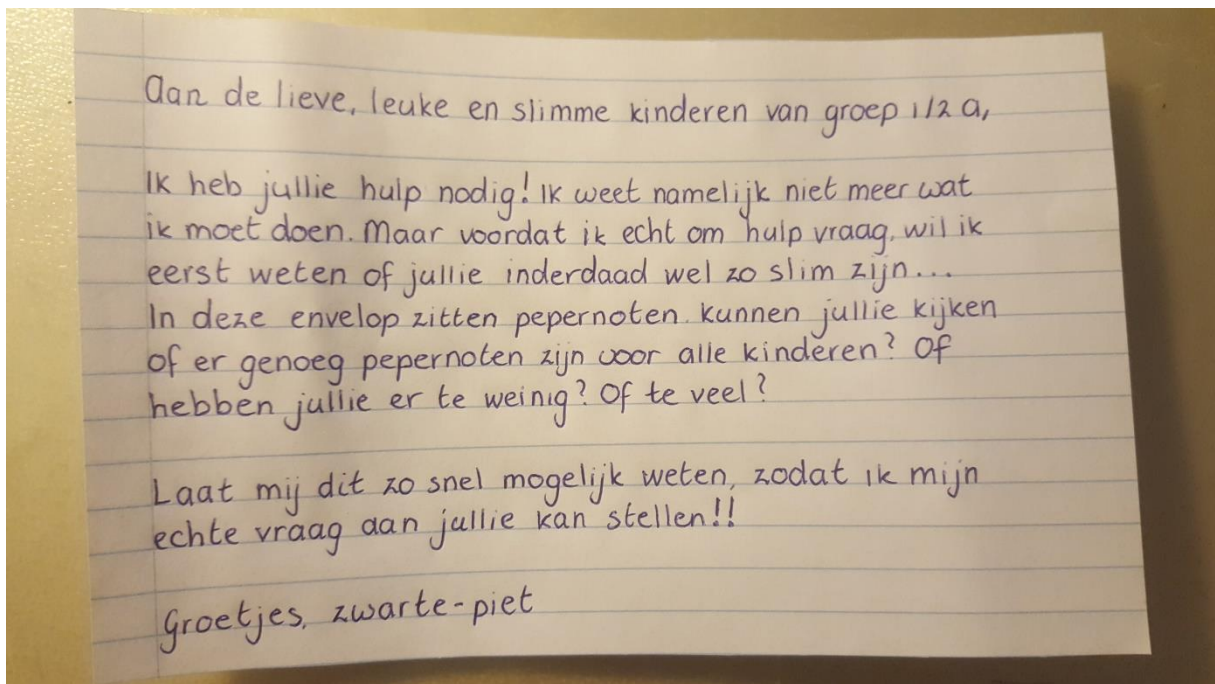 Aan de lieve, leuke en slimme kinderen van groep 1/2 a,
Ik heb jullie hulp nodig! Ik weet namelijk niet meer wat
ik moet doen. Maar voordat ik echt om hulp vraag, wil ik
eerst weten of jullie inderdaad wel zo slim zijn...
In deze envelop zitten pepernoten. kunnen jullie kijken
of er genoeg pepernoten zijn voor alle kinderen? Of
hebben jullie er te weinig? Of te veel?
Laat mij dit zo snel mogelijk weten, zodat ik mijn
echte vraag aan jullie kan stellen!!
Groetjes, zwarte-piet